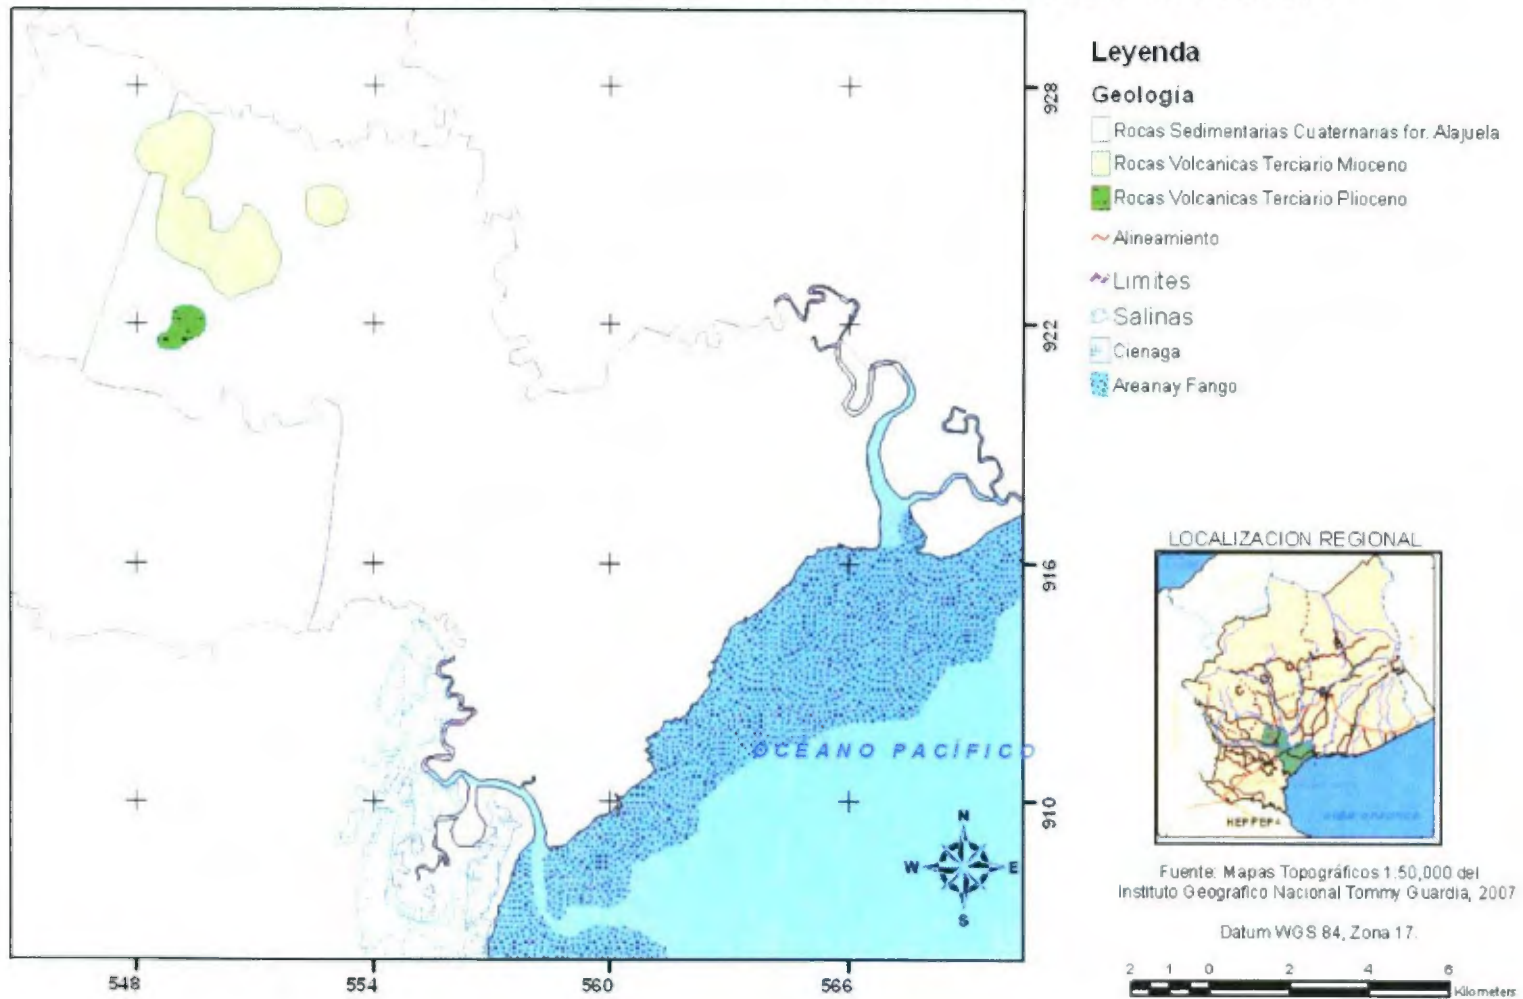 Leyenda
Geologia
Rocas Sedimentarias Cuaternarias for. Alajuela
Rocas Volcanicas Terciario Mioceno
Rocas Volcanicas Terciario Plioceno
Alineamiento
Limites
Salinas
Cienaga
Areanay Fango
928
922
916
910
548
554
560
566
OCÉANO PACÍFICO
N
W
E
S
LOCALIZACION REGIONAL
Fuente: Mapas Topográficos 1:50,000 del
Instituto Geografico Nacional Tommy Guardia, 2007
Datum WGS 84, Zona 17.
2 1 0 2 4 6
Kilometers